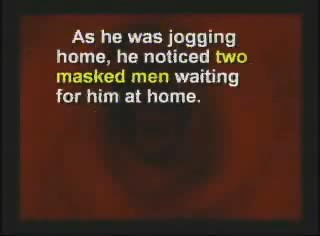 As he was jogging
home, he noticed two
masked men waiting
for him at home.